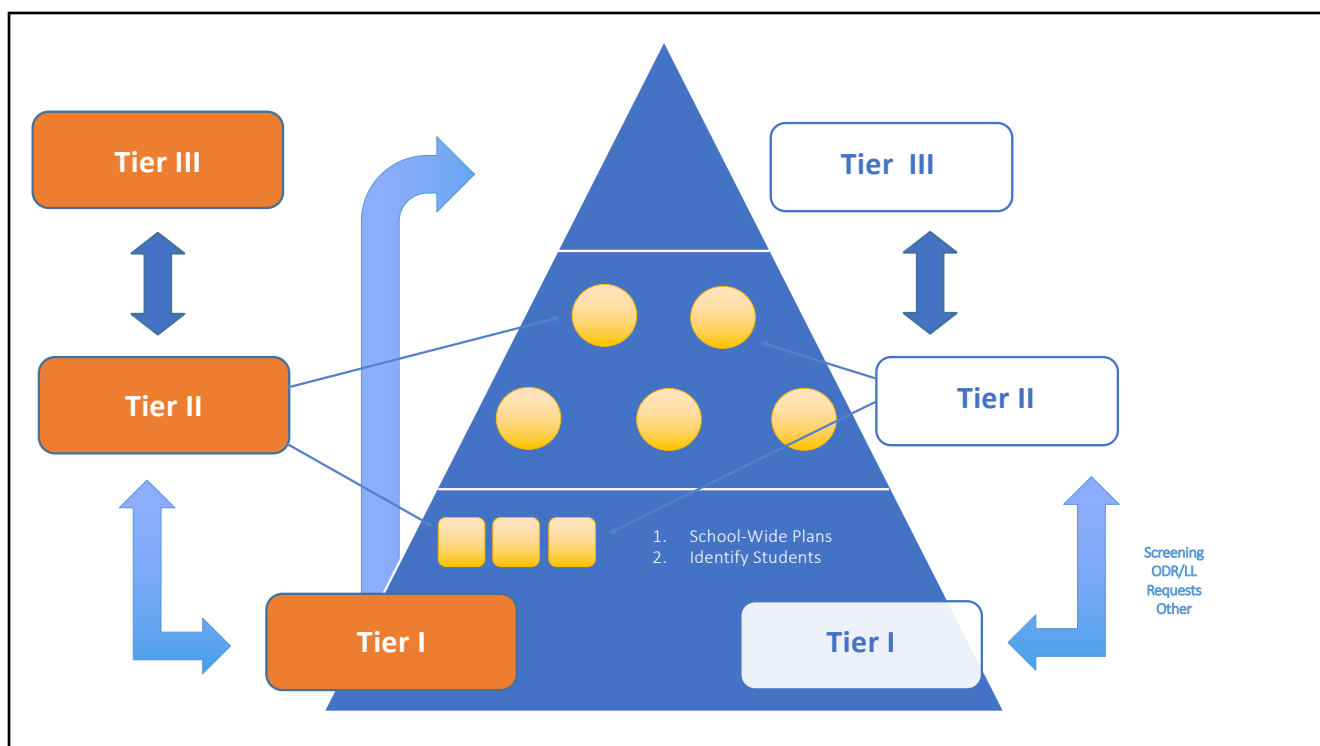 Tier III
Tier III
Tier II
Tier II
1. School-Wide Plans
2. Identify Students
Screening
ODR/LL
Requests
Other
Tier I
Tier I